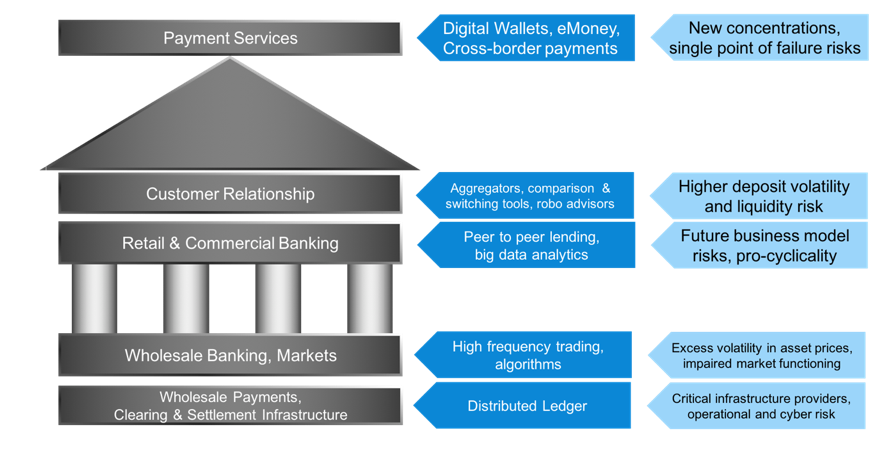 Payment Services
Digital Wallets, eMoney,
Cross-border payments
New concentrations,
single point of failure risks
Customer Relationship
Aggregators, comparison &
switching tools, robo advisors
Higher deposit volatility
and liquidity risk
Retail & Commercial Banking
Peer to peer lending,
big data analytics
Future business model
risks, pro-cyclicality
Wholesale Banking, Markets
High frequency trading,
algorithms
Excess volatility in asset prices,
impaired market functioning
Wholesale Payments,
Clearing & Settlement Infrastructure
Distributed Ledger
Critical infrastructure providers,
operational and cyber risk